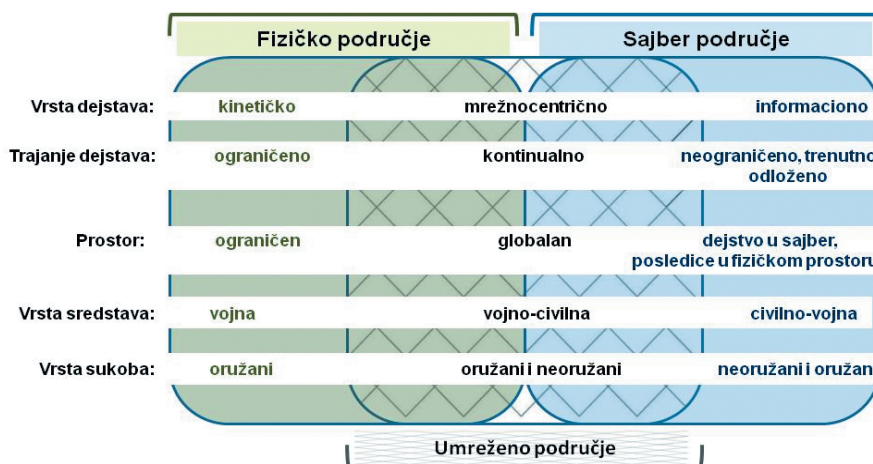 Fizičko područje Sajber područje
Vrsta dejstava: kinetičko mrežnocentrično informaciono
Trajanje dejstava: ograničeno kontinualno neograničeno, trenutno
odloženo
Prostor: ograničen globalan dejstvo u sajber,
posledice u fizičkom prostoru
Vrsta sredstava: vojna vojno-civilna civilno-vojna
Vrsta sukoba: oružani oružani i neoružani neoružani i oružan
Umreženo područje